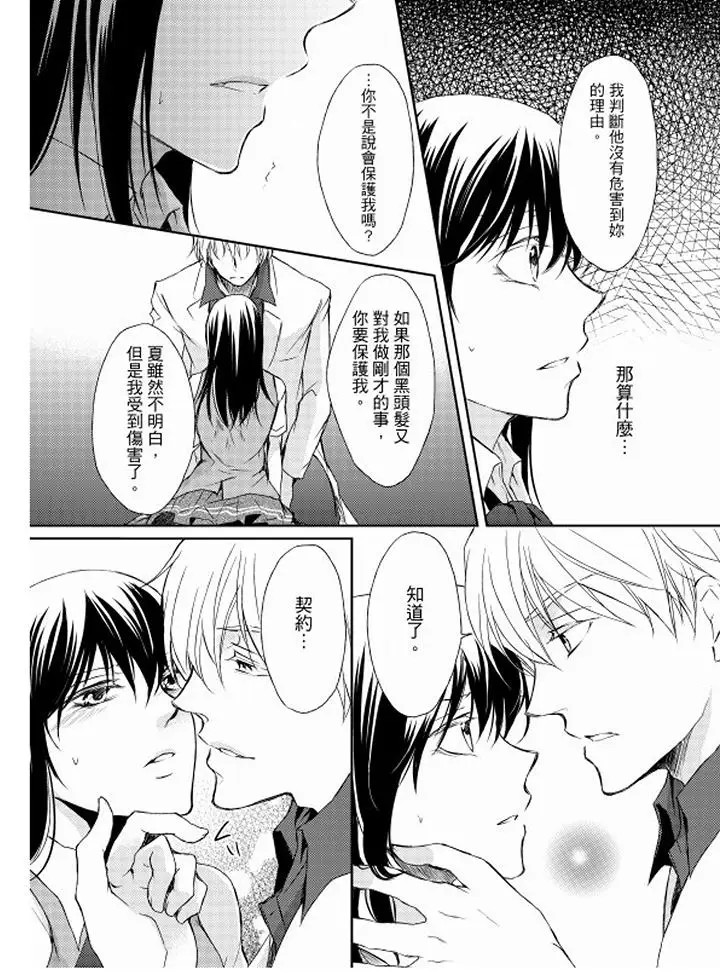 我判斷他沒有危害到妳
的理由。
那算什麼…
…你不是說會保護我嗎？
如果那個黑頭髮又
對我做剛才的事，
你要保護我。
夏雖然不明白，
但是我受到傷害了。
知道了。
契約…